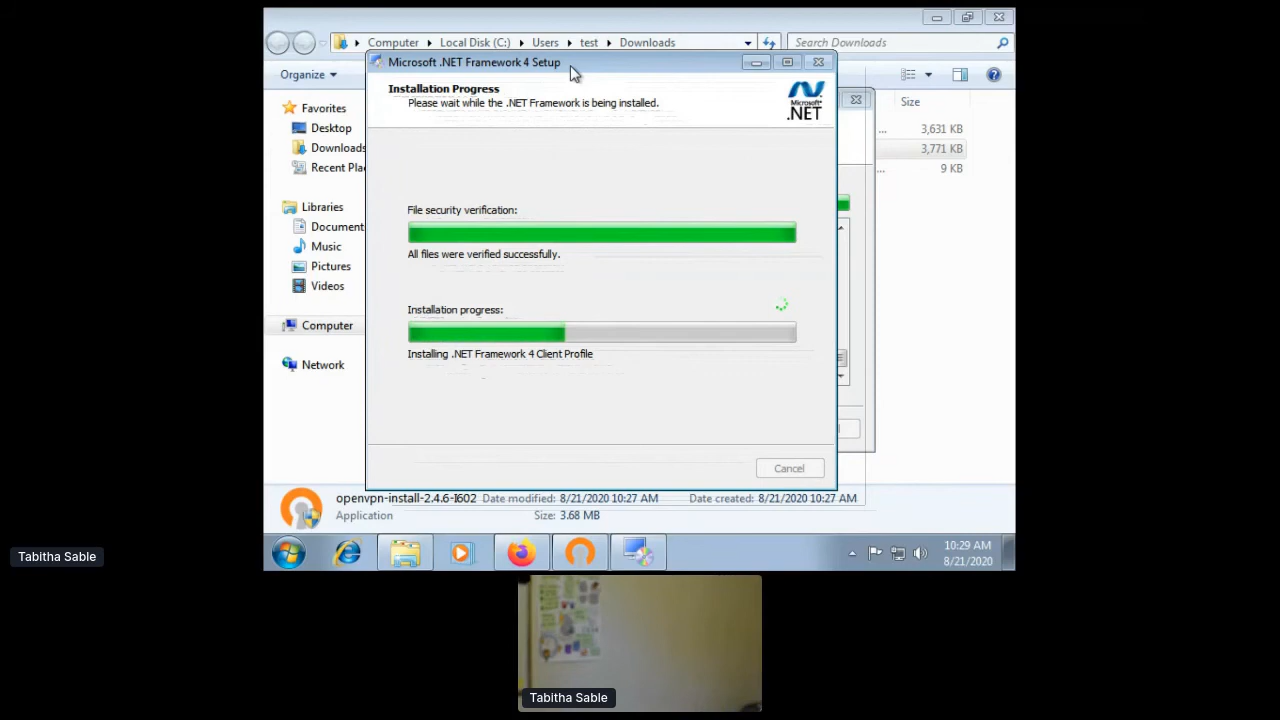 Computer Local Disk (C:) Users test Downloads
Search Downloads
Organize
Microsoft .NET Framework 4 Setup
Installation Progress
Please wait while the .NET Framework is being installed.
Microsoft
.NET
Size
... 3,631 KB
3,771 KB
... 9 KB
Favorites
Desktop
Downloads
Recent Pla
Libraries
Document
Music
Pictures
Videos
Computer
Network
File security verification:
All files were verified successfully.
Installation progress:
Installing .NET Framework 4 Client Profile
Cancel
openvpn-install-2.4.6-I602 Date modified: 8/21/2020 10:27 AM Date created: 8/21/2020 10:27 AM
Application Size: 3.68 MB
10:29 AM
8/21/2020
Tabitha Sable
Tabitha Sable